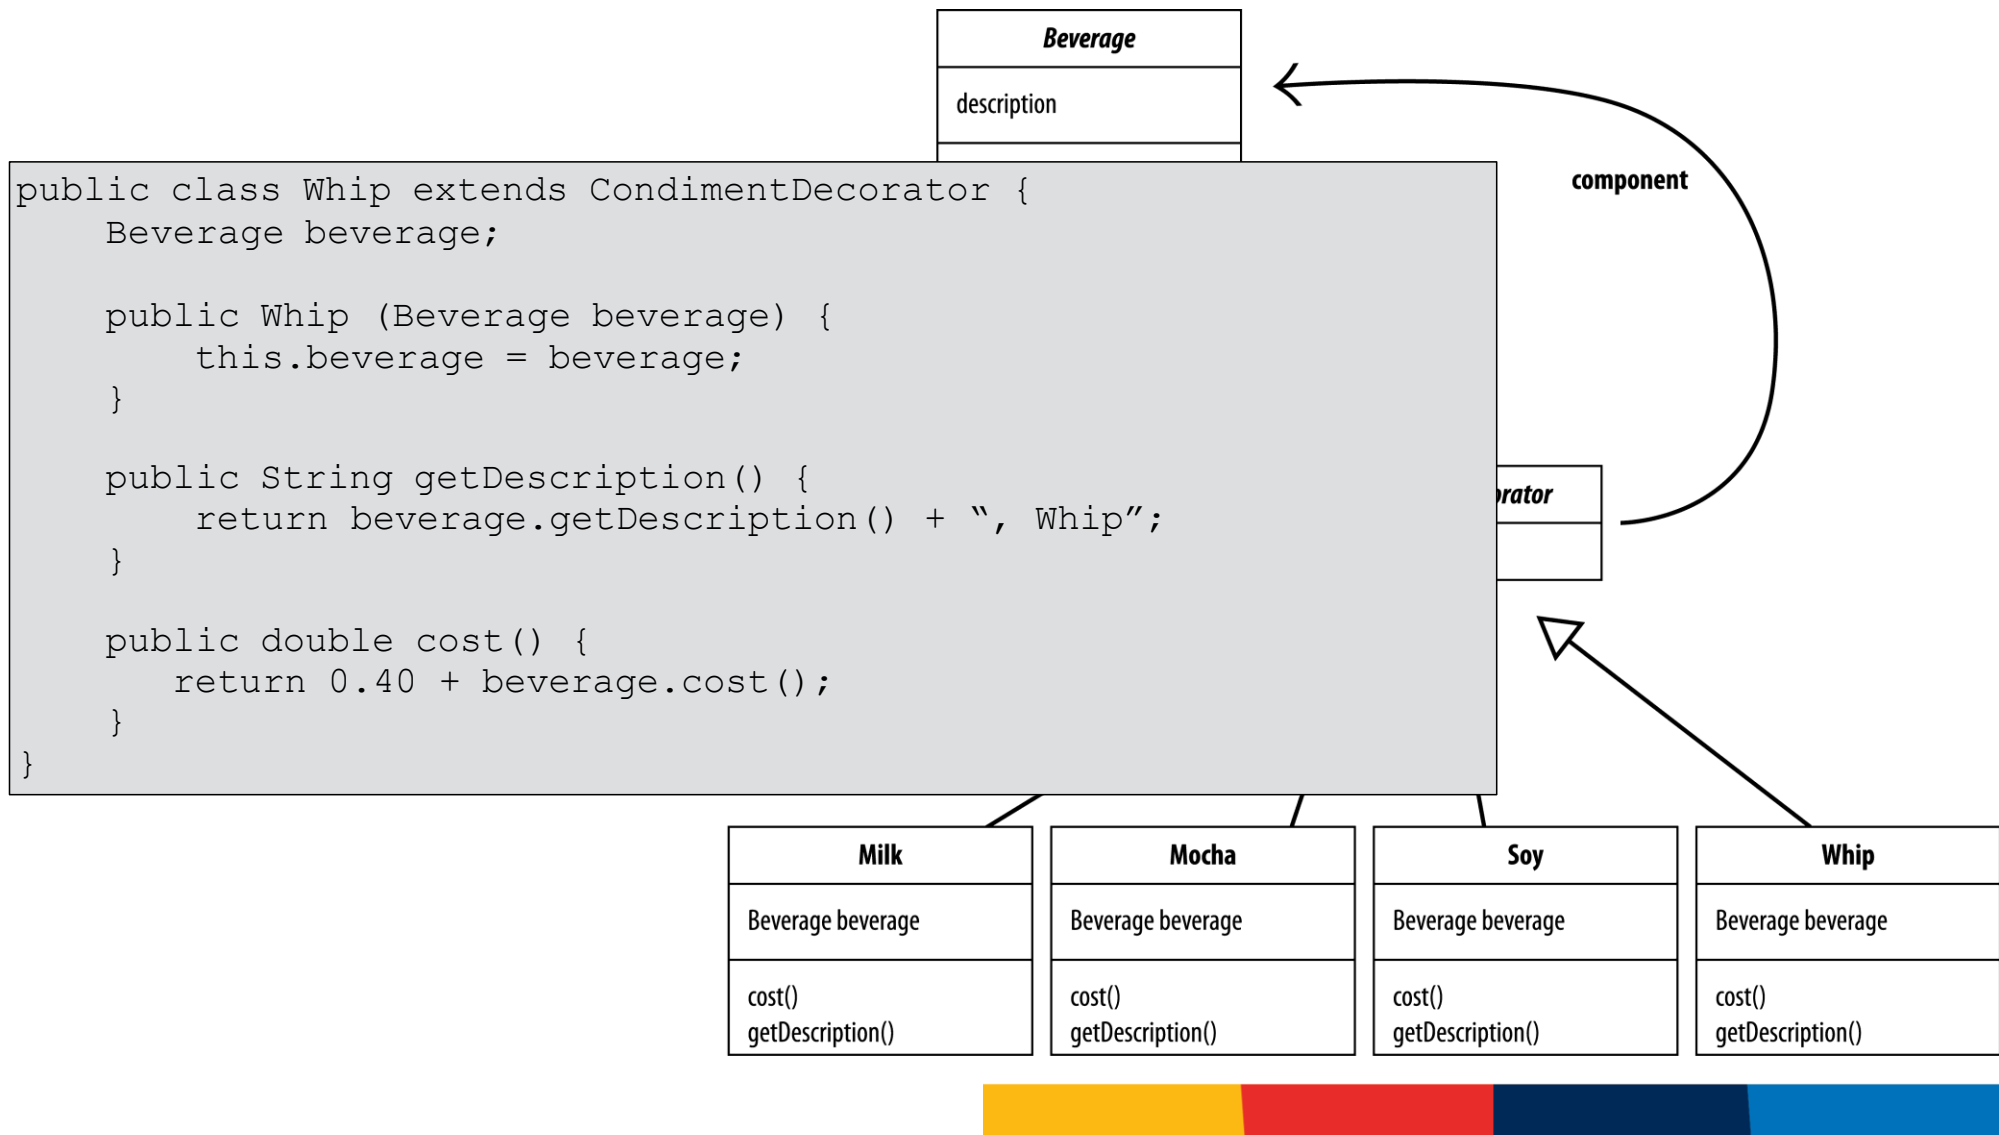 Beverage
description
component
public class Whip extends CondimentDecorator {
Beverage beverage;
public Whip (Beverage beverage) {
this.beverage = beverage;
}
public String getDescription() {
return beverage.getDescription() + “, Whip”;
}
public double cost() {
return 0.40 + beverage.cost();
}
}
orator
Milk
Beverage beverage
cost()
getDescription()
Mocha
Beverage beverage
cost()
getDescription()
Soy
Beverage beverage
cost()
getDescription()
Whip
Beverage beverage
cost()
getDescription()